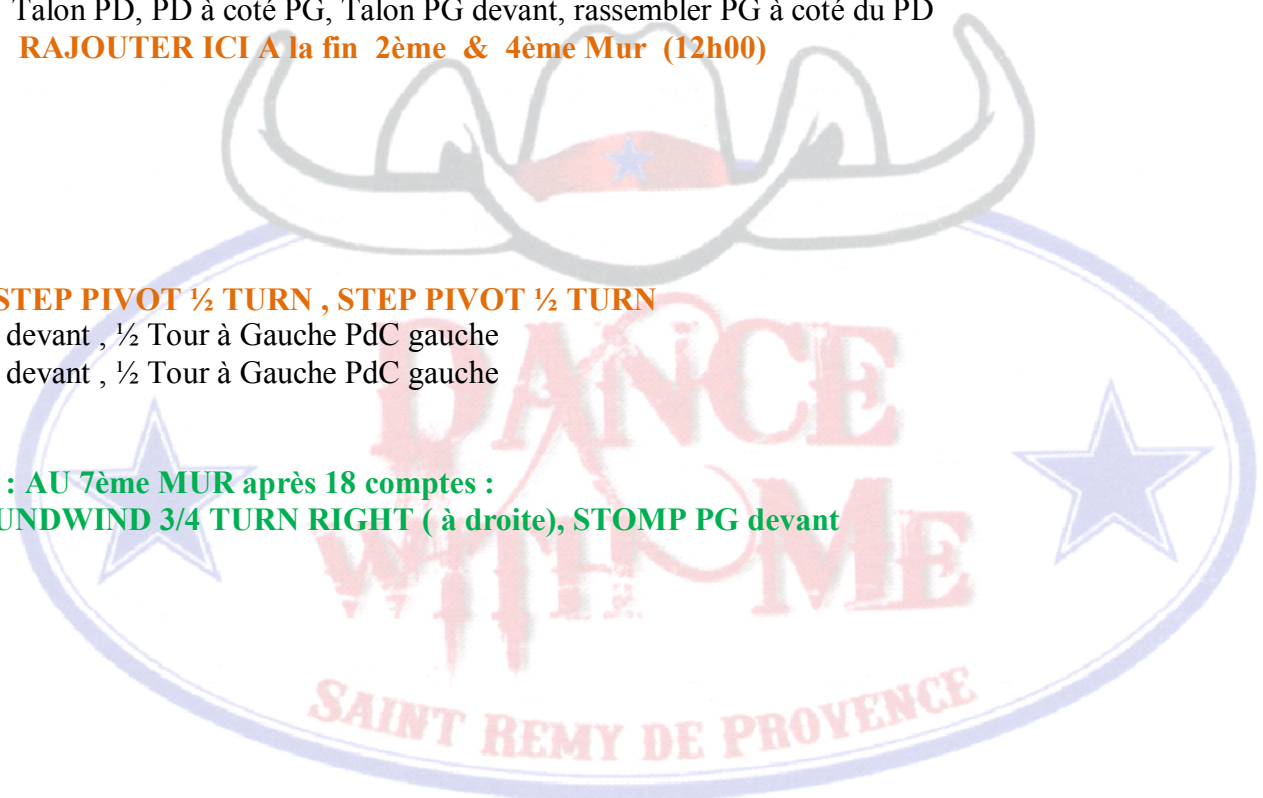 Talon PD, PD à coté PG, Talon PG devant, rassembler PG à coté du PD
RAJOUTER ICI A la fin 2ème & 4ème Mur (12h00)
STEP PIVOT ½ TURN , STEP PIVOT ½ TURN
devant , ½ Tour à Gauche PdC gauche
devant , ½ Tour à Gauche PdC gauche
: AU 7ème MUR après 18 comptes :
UNDWIND 3/4 TURN RIGHT ( à droite), STOMP PG devant
DANCE
WITH ME
SAINT REMY DE PROVENCE